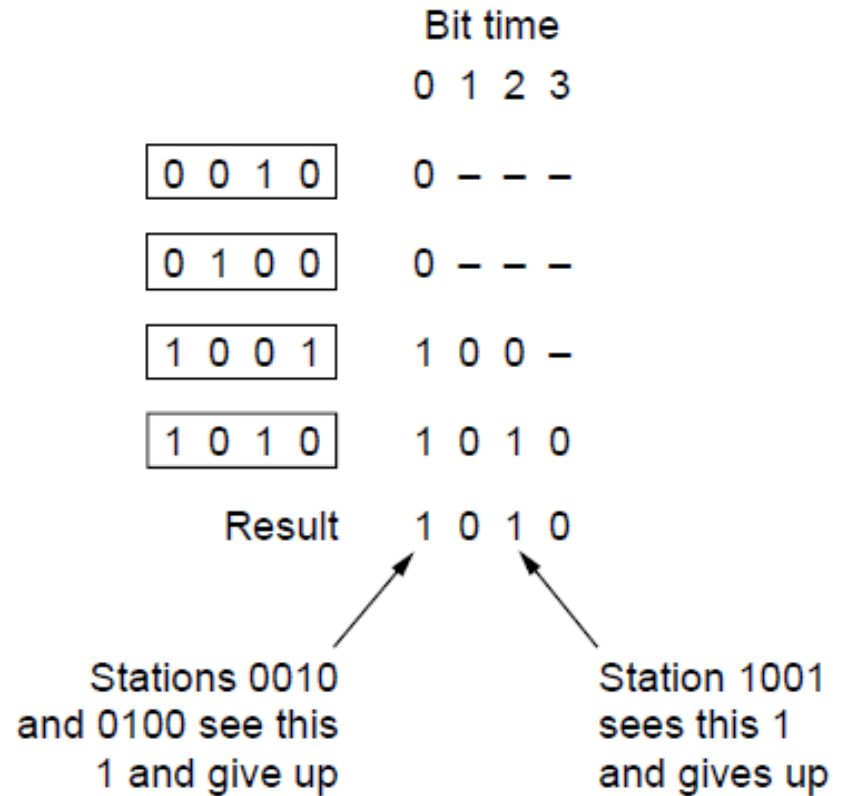 Bit time
0 1 2 3
0 0 1 0 0 – – –
0 1 0 0 0 – – –
1 0 0 1 1 0 0 –
1 0 1 0 1 0 1 0
Result 1 0 1 0
Stations 0010
and 0100 see this
1 and give up
Station 1001
sees this 1
and gives up